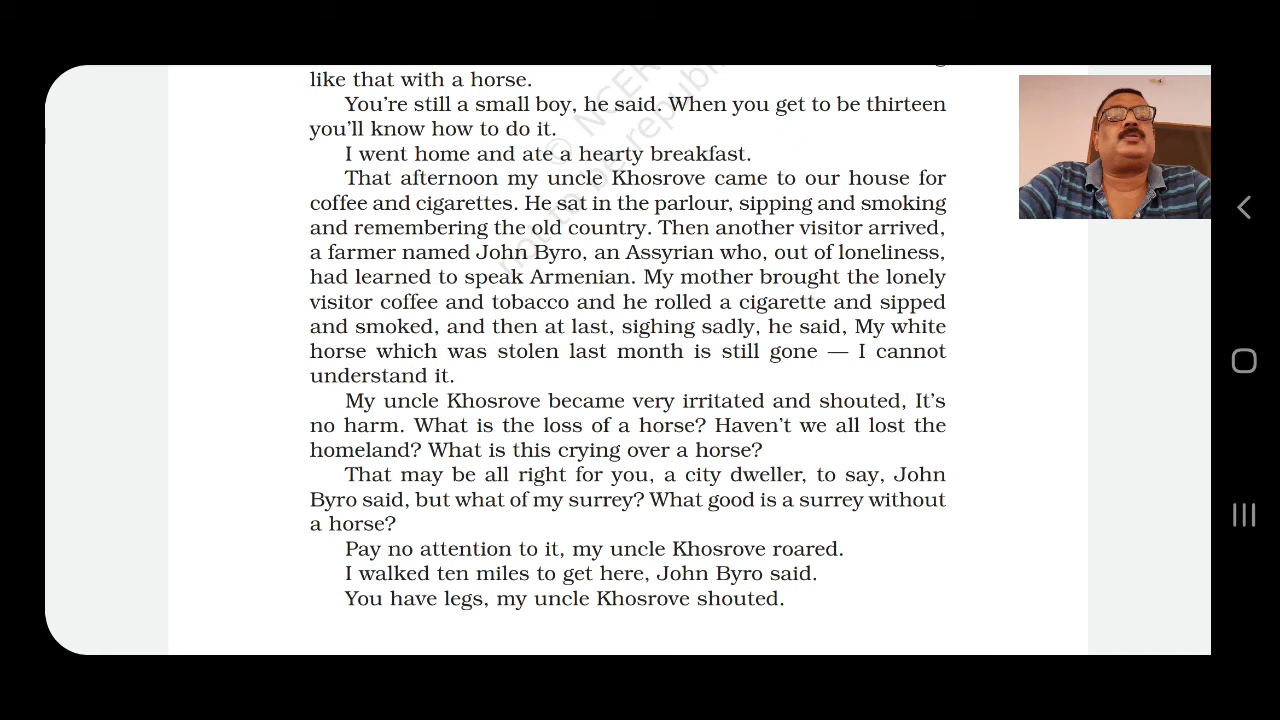 like that with a horse.
You're still a small boy, he said. When you get to be thirteen
you'll know how to do it.
I went home and ate a hearty breakfast.
That afternoon my uncle Khosrove came to our house for
coffee and cigarettes. He sat in the parlour, sipping and smoking
and remembering the old country. Then another visitor arrived,
a farmer named John Byro, an Assyrian who, out of loneliness,
had learned to speak Armenian. My mother brought the lonely
visitor coffee and tobacco and he rolled a cigarette and sipped
and smoked, and then at last, sighing sadly, he said, My white
horse which was stolen last month is still gone — I cannot
understand it.
My uncle Khosrove became very irritated and shouted, It's
no harm. What is the loss of a horse? Haven't we all lost the
homeland? What is this crying over a horse?
That may be all right for you, a city dweller, to say, John
Byro said, but what of my surrey? What good is a surrey without
a horse?
Pay no attention to it, my uncle Khosrove roared.
I walked ten miles to get here, John Byro said.
You have legs, my uncle Khosrove shouted.
© NCER
not to be republi